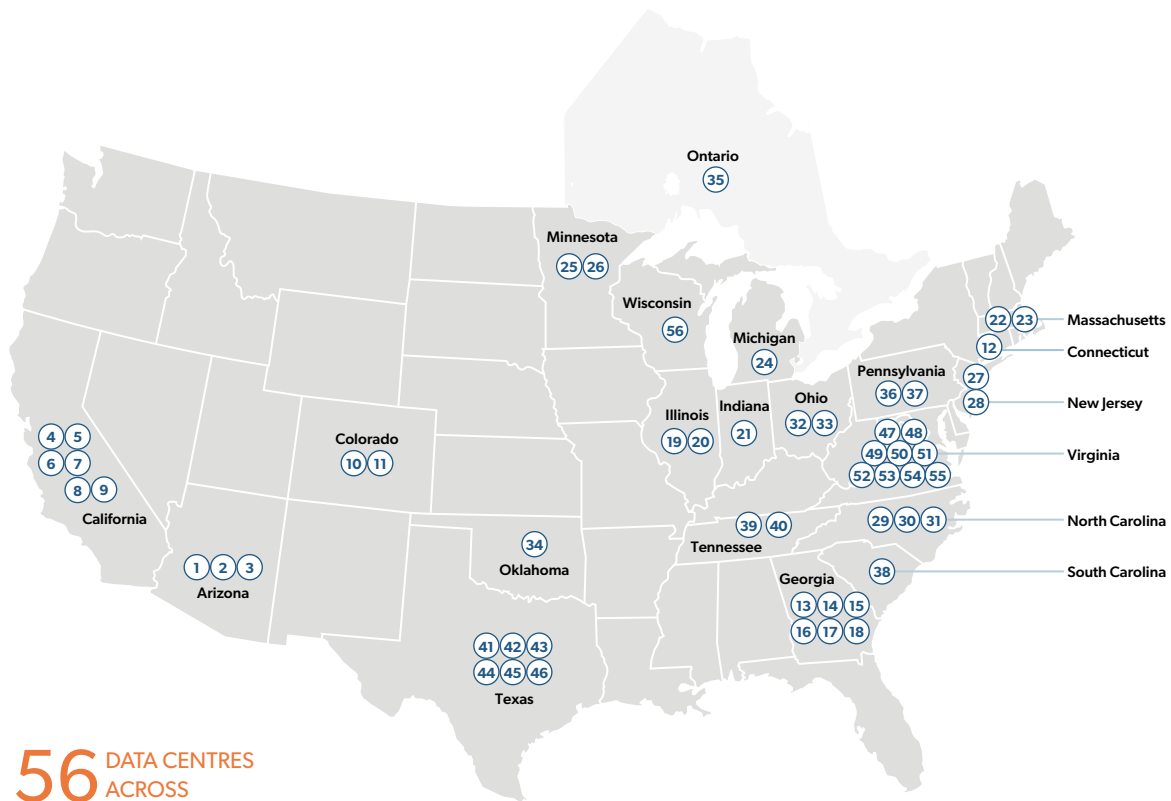 Ontario
35
Minnesota
25 26
Wisconsin
56
Michigan
24
22 23 Massachusetts
12 Connecticut
27
28 New Jersey
Pennsylvania
36 37
Ohio
32 33
Indiana
21
Illinois
19 20
Colorado
10 11
4 5
6 7
8 9
California
47 48
49 50 51 Virginia
52 53 54 55
29 30 31 North Carolina
39 40
Tennessee
34
Oklahoma
1 2 3
Arizona
38 South Carolina
Georgia
13 14 15
16 17 18
41 42 43
44 45 46
Texas
56 DATA CENTRES
ACROSS